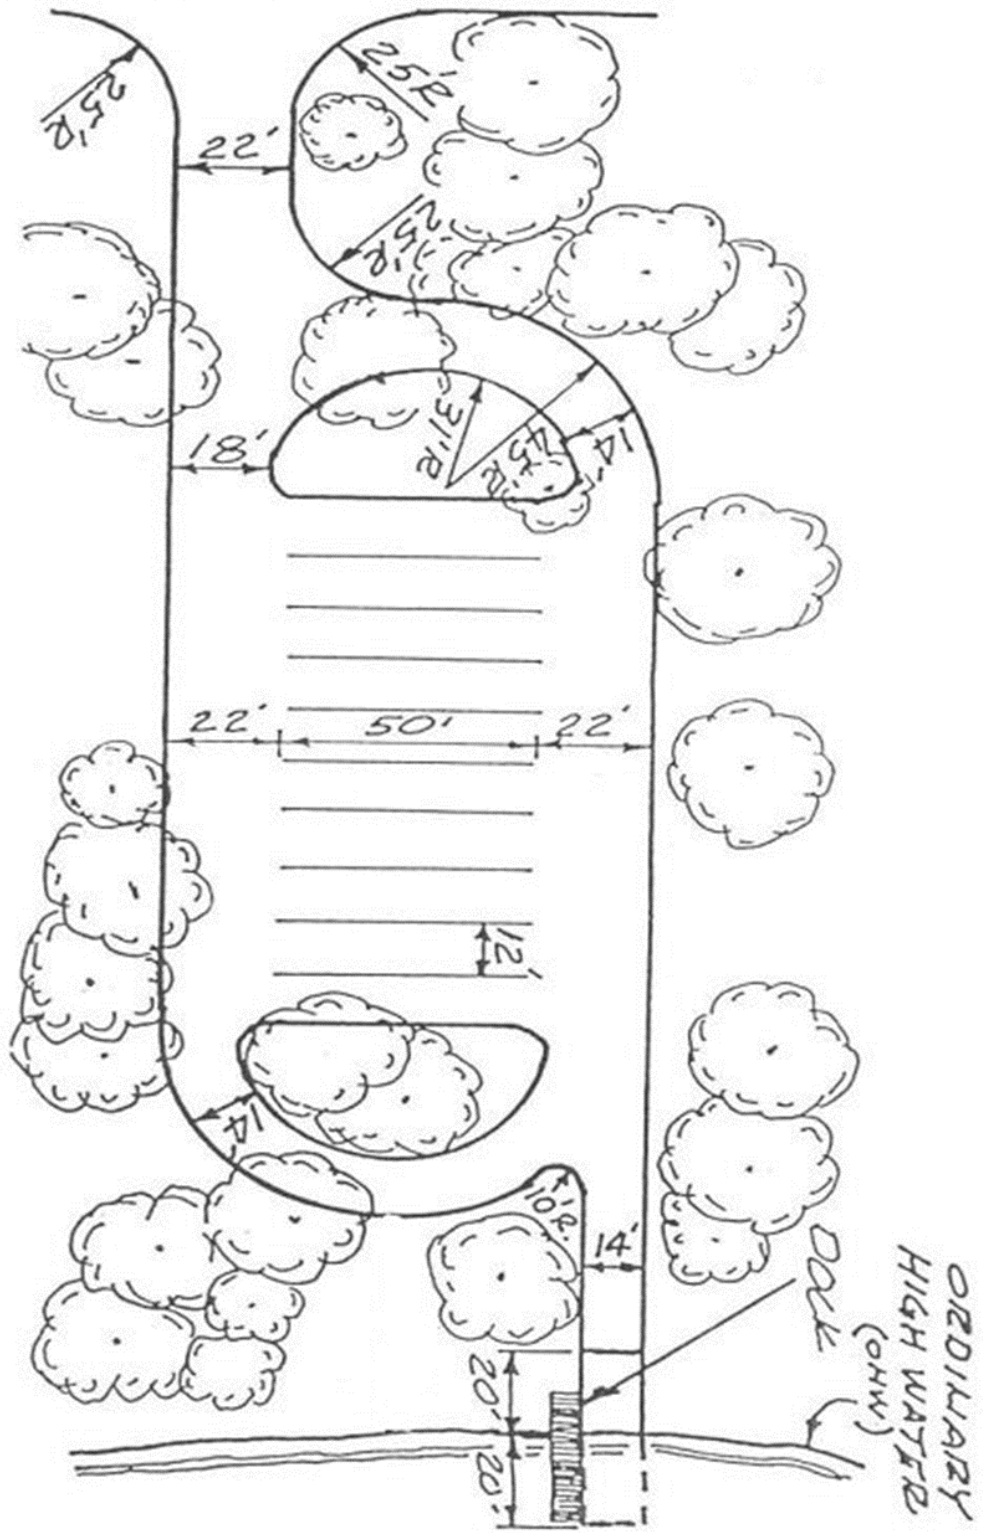 25'R
25'R
22'
25'R
18'
31'R
45'R
14'
22'
50'
22'
12'
14'
10'R.
14'
DOCK
20'
20'
ORDINARY
HIGH WATER
(OHW)